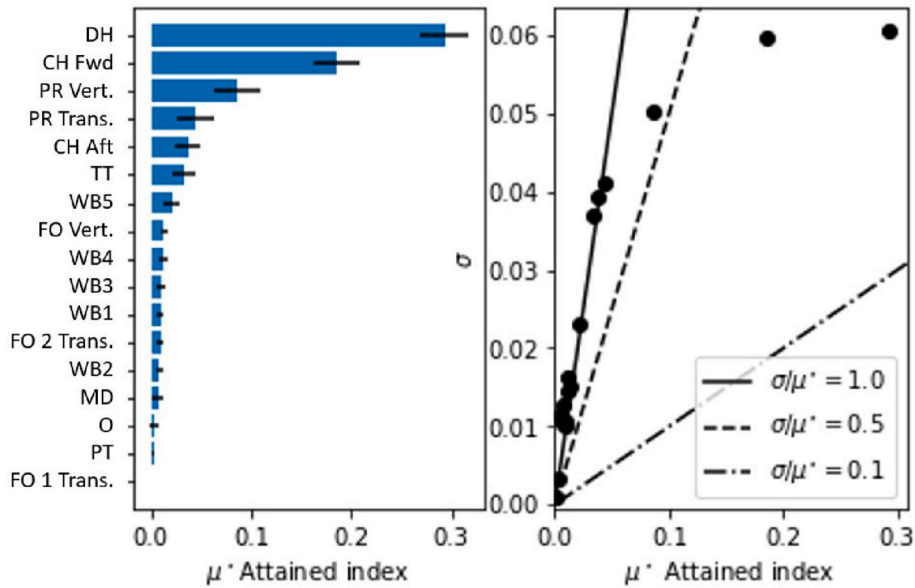 DH
CH Fwd
PR Vert.
PR Trans.
CH Aft
TT
WB5
FO Vert.
WB4
WB3
WB1
FO 2 Trans.
WB2
MD
O
PT
FO 1 Trans.
0.0 0.1 0.2 0.3
μ* Attained index
σ
0.06
0.05
0.04
0.03
0.02
0.01
0.00
σ/μ* = 1.0
σ/μ* = 0.5
σ/μ* = 0.1
0.0 0.1 0.2 0.3
μ* Attained index